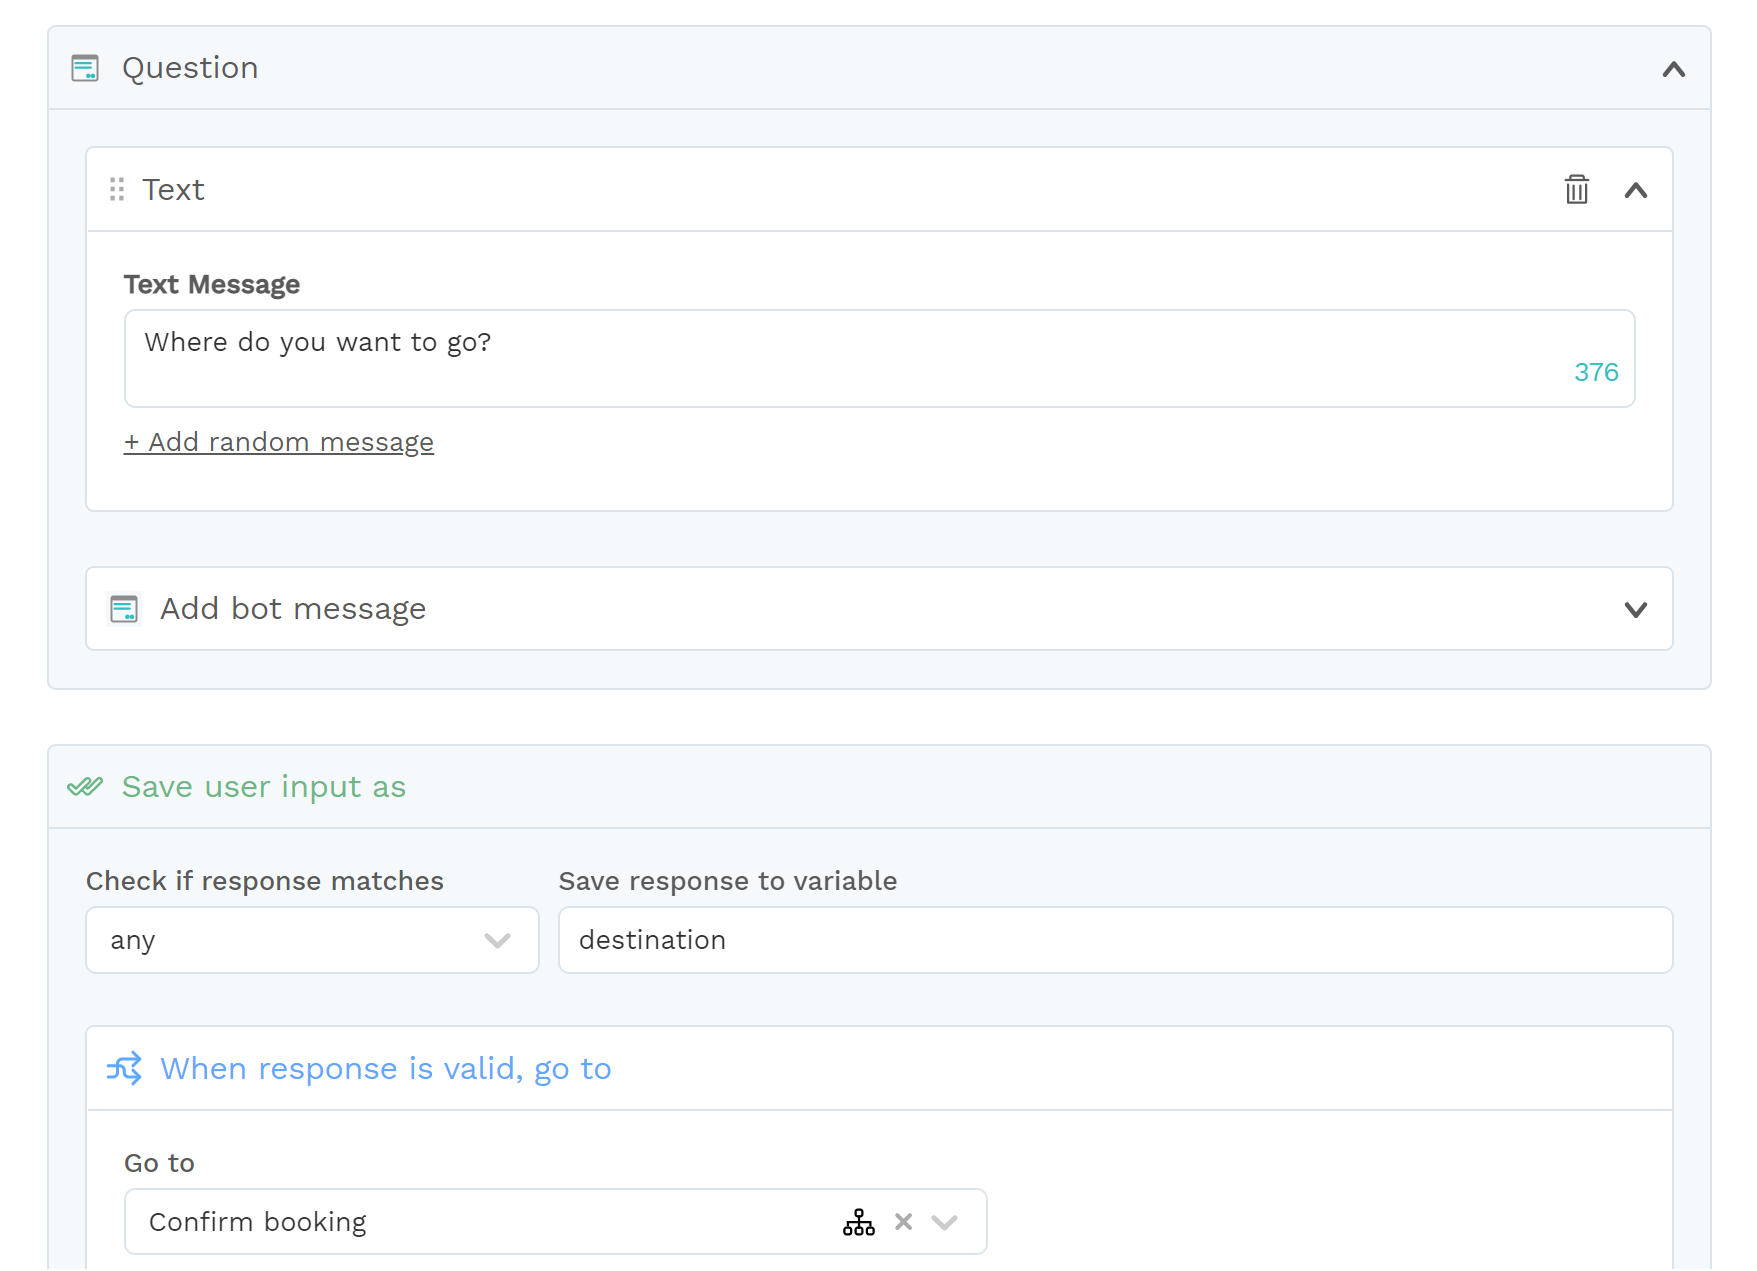 Question
Text
Text Message
Where do you want to go?
376
+ Add random message
Add bot message
Save user input as
Check if response matches
Save response to variable
any
destination
When response is valid, go to
Go to
Confirm booking